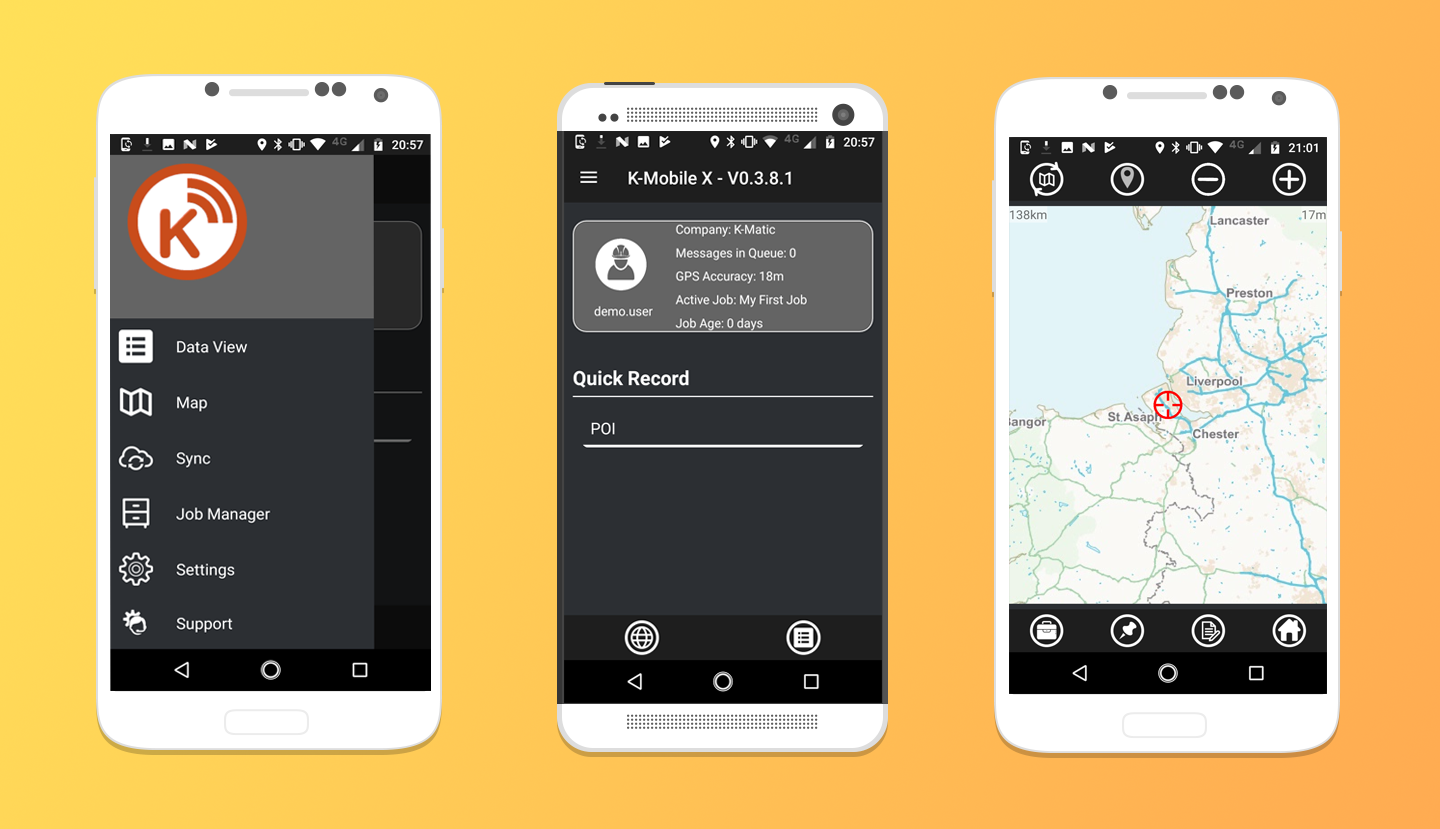 4G 20:57
K
Data View
Map
Sync
Job Manager
Settings
Support
4G 20:57
K-Mobile X - V0.3.8.1
demo.user
Company: K-Matic
Messages in Queue: 0
GPS Accuracy: 18m
Active Job: My First Job
Job Age: 0 days
Quick Record
POI
4G 21:01
138km
17m
Lancaster
Preston
Liverpool
St Asaph
angor
Chester